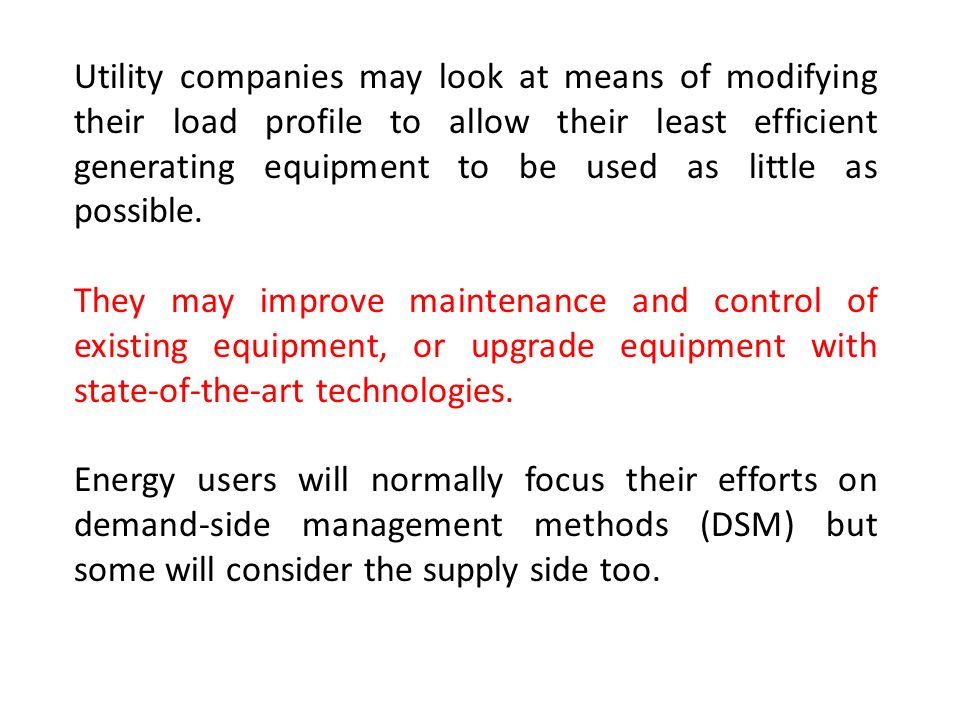 Utility companies may look at means of modifying
their load profile to allow their least efficient
generating equipment to be used as little as
possible.
They may improve maintenance and control of
existing equipment, or upgrade equipment with
state-of-the-art technologies.
Energy users will normally focus their efforts on
demand-side management methods (DSM) but
some will consider the supply side too.